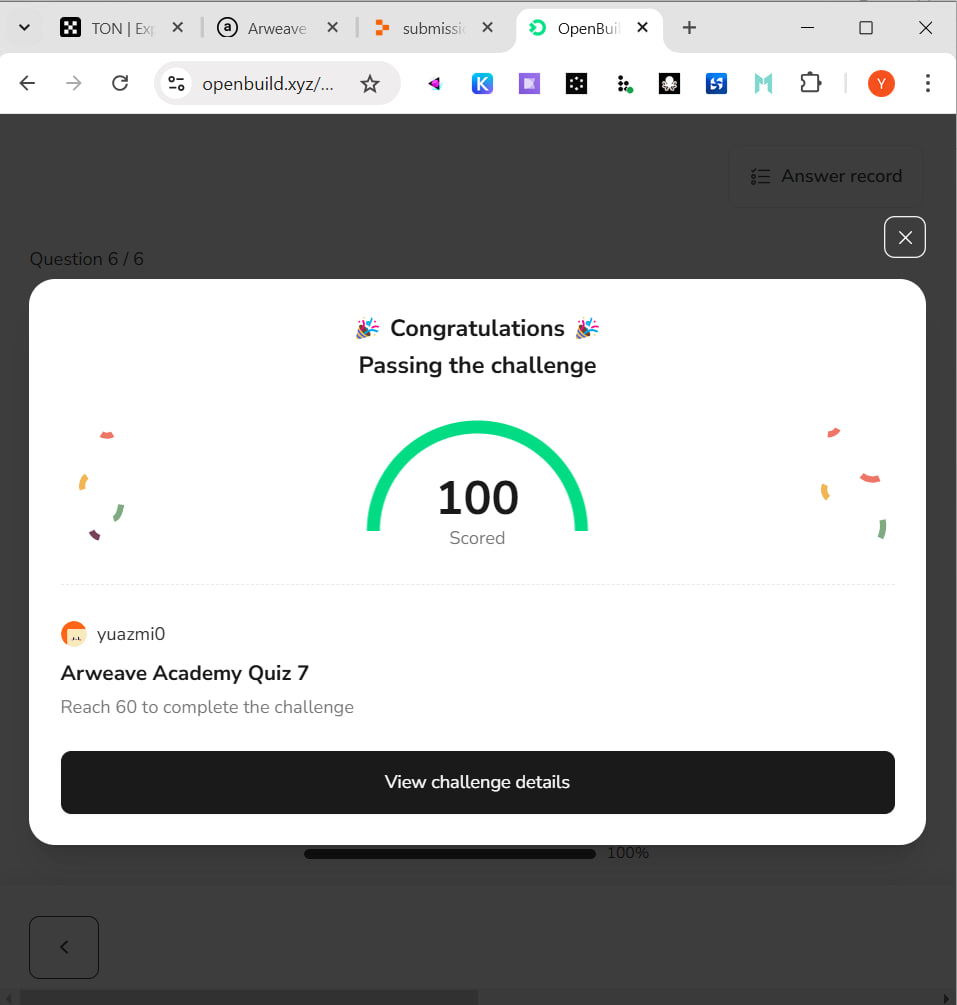 TON | Exp
Arweave
submissio
OpenBuil
openbuild.xyz/...
K
Y
Answer record
Question 6 / 6
Congratulations
Passing the challenge
100
Scored
yuazmi0
Arweave Academy Quiz 7
Reach 60 to complete the challenge
View challenge details
100%